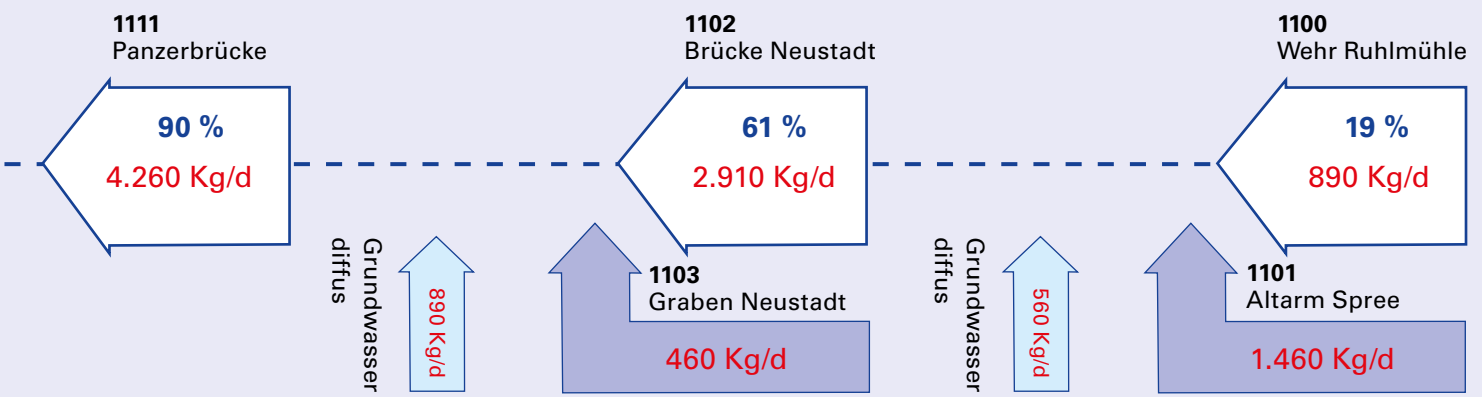 1111
Panzerbrücke
90 %
4.260 Kg/d
1102
Brücke Neustadt
61 %
2.910 Kg/d
1100
Wehr Ruhlmühle
19 %
890 Kg/d
Grundwasser
diffus
890 Kg/d
1103
Graben Neustadt
460 Kg/d
Grundwasser
diffus
560 Kg/d
1101
Altarm Spree
1.460 Kg/d